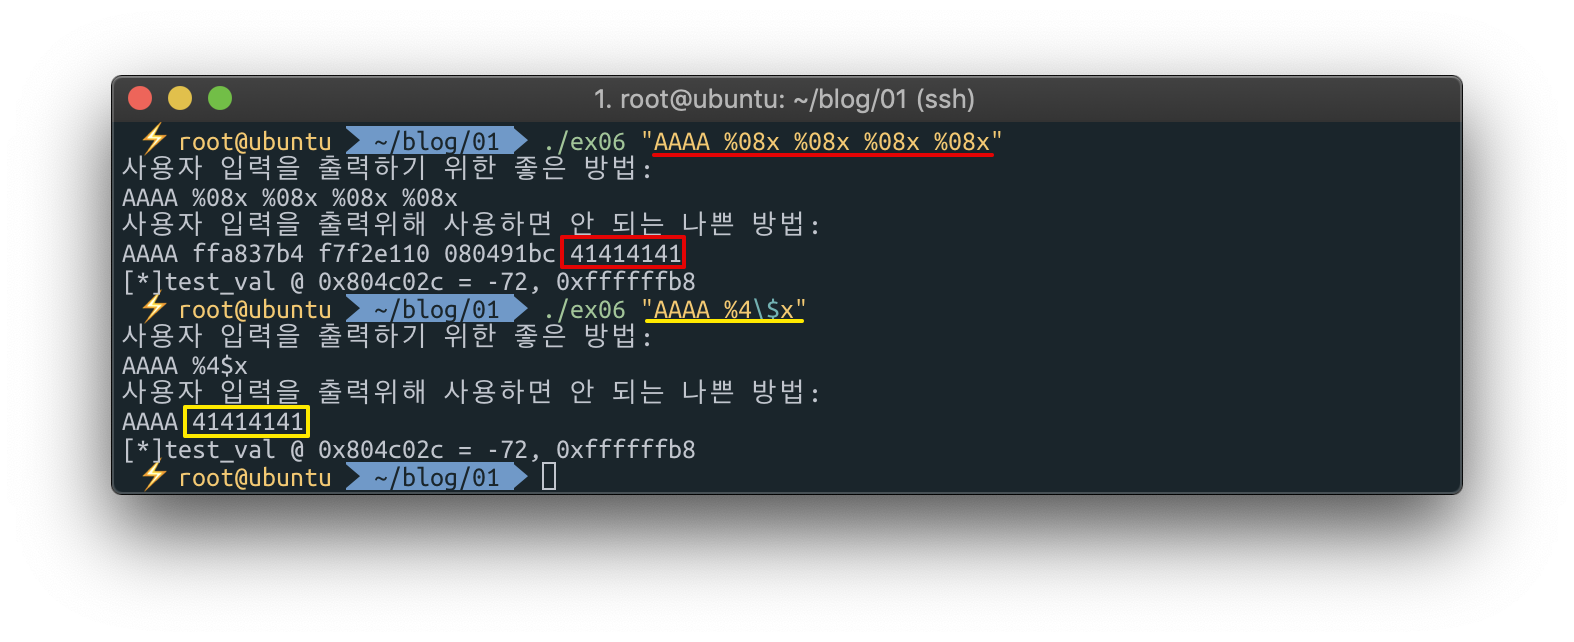 1. root@ubuntu: ~/blog/01 (ssh)
⚡ root@ubuntu ~/blog/01 ./ex06 "AAAA %08x %08x %08x %08x"
사용자 입력을 출력하기 위한 좋은 방법:
AAAA %08x %08x %08x %08x
사용자 입력을 출력위해 사용하면 안 되는 나쁜 방법:
AAAA ffa837b4 f7f2e110 080491bc 41414141
[*]test_val @ 0x804c02c = -72, 0xffffffb8
⚡ root@ubuntu ~/blog/01 ./ex06 "AAAA %4\$x"
사용자 입력을 출력하기 위한 좋은 방법:
AAAA %4$x
사용자 입력을 출력위해 사용하면 안 되는 나쁜 방법:
AAAA 41414141
[*]test_val @ 0x804c02c = -72, 0xffffffb8
⚡ root@ubuntu ~/blog/01